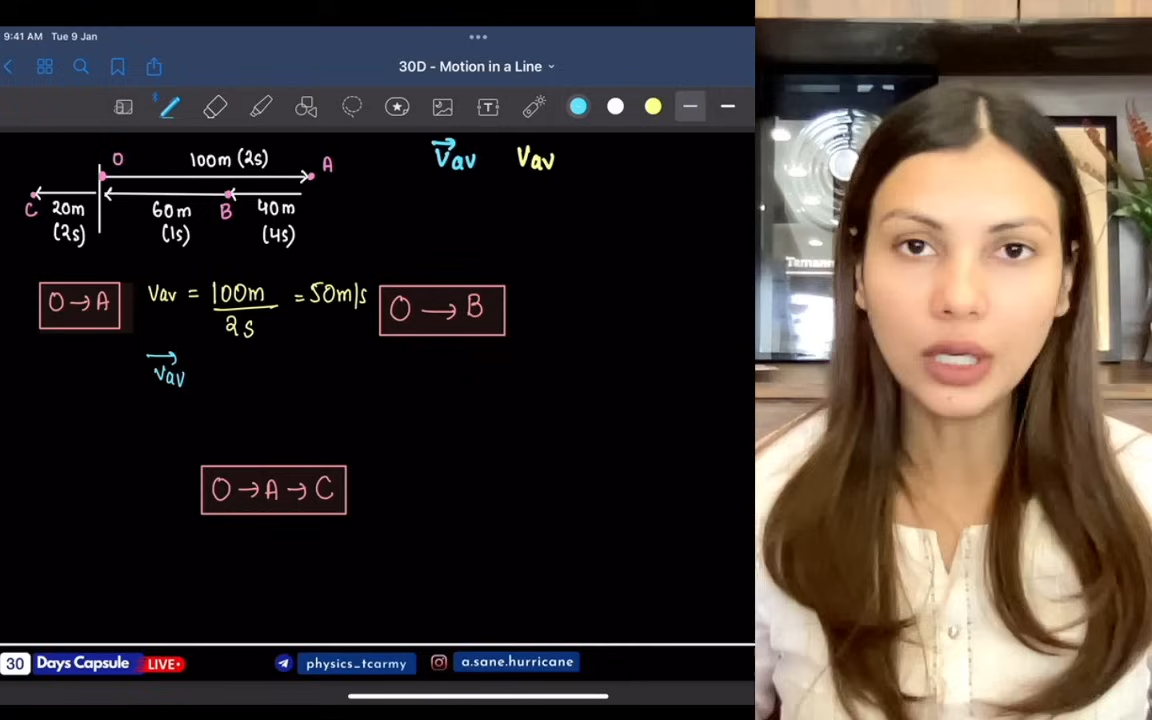 9:41 AM Tue 9 Jan
30D - Motion in a Line
O 100m (2s) A
V⃗av Vav
C 20m 60m B 40m
(2s) (1s) (4s)
O → A Vav = 100m / 2s = 50m/s O → B
V⃗av
O → A → C
30 Days Capsule LIVE physics_tcarmy a.sane.hurricane